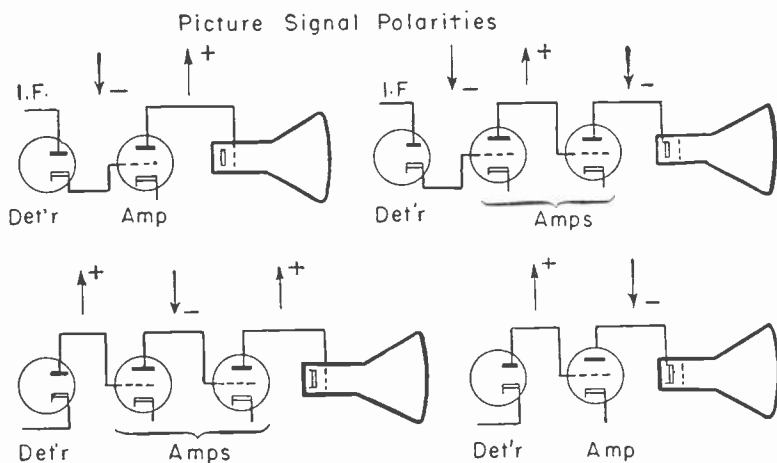 Picture Signal Polarities
- + - + -
I.F. I.F.
Det'r Amp Det'r Amps
+ - + + -
Det'r Amps Det'r Amp